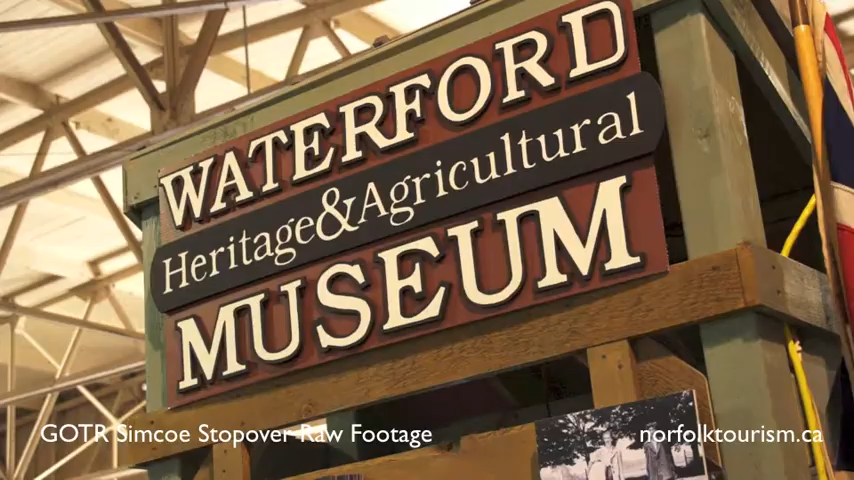 WATERFORD
Heritage & Agricultural
MUSEUM
GOTR Simcoe Stopover Raw Footage
norfolktourism.ca